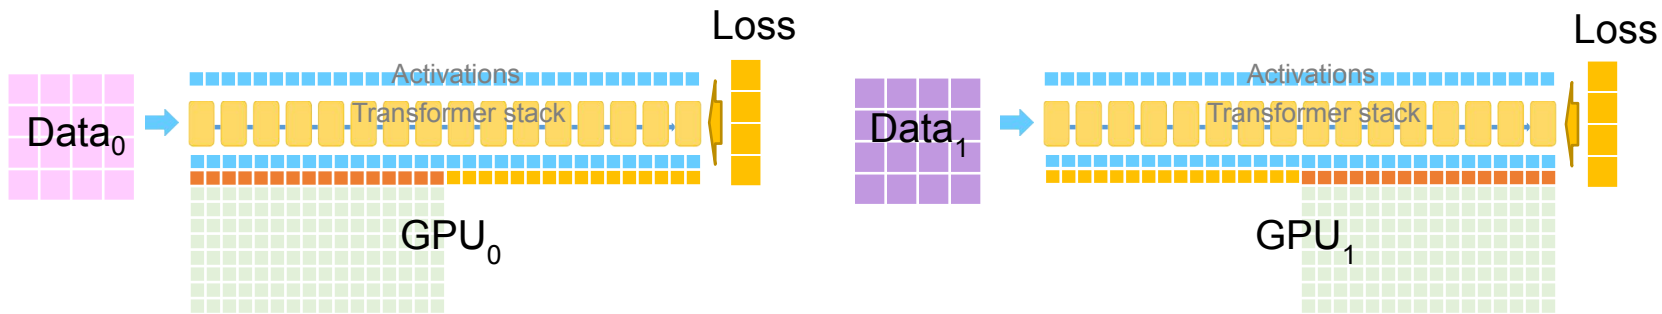 Loss
Activations
Transformer stack
Data₀
GPU₀
Loss
Activations
Transformer stack
Data₁
GPU₁